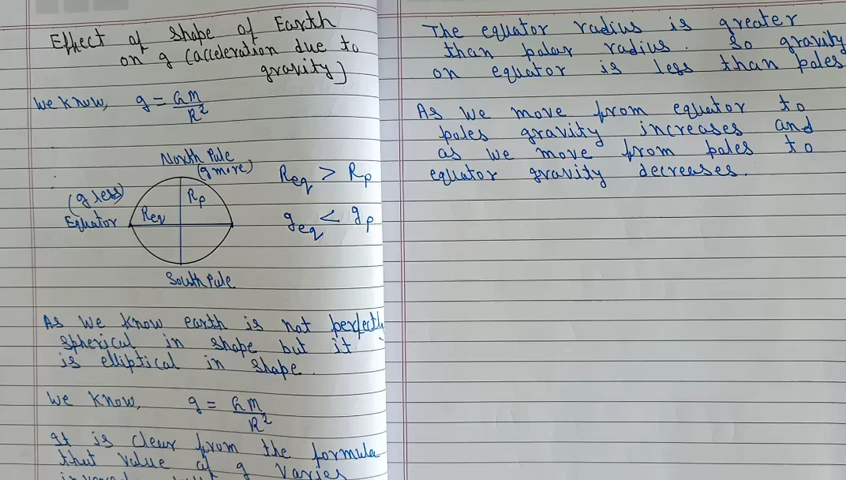 Effect of shape of Earth
on g (acceleration due to
gravity)
We know, g = GM/R²
North Pole
(g more)
(g less)
Equator
Req
Rp
South Pole
Req > Rp
geq < gp
As we know earth is not perfectly
spherical in shape but it
is elliptical in shape.
We know, g = GM/R²
It is clear from the formula
that value of g varies
The equator radius is greater
than polar radius. So gravity
on equator is less than poles
As we move from equator to
poles gravity increases and
as we move from poles to
equator gravity decreases.